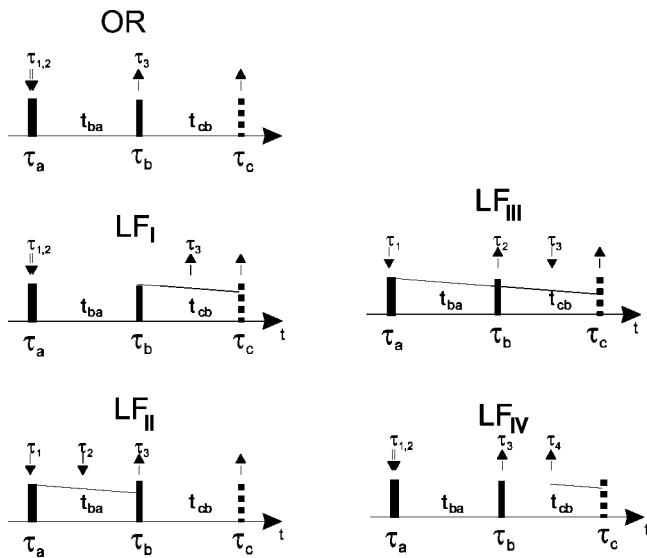 OR
τ1,2 τ3
tba tcb t
τa τb τc
LFI
τ1,2 τ3
tba tcb
τa τb τc t
LFII
τ1 τ2 τ3
tba tcb
τa τb τc t
LFIII
τ1 τ2 τ3
tba tcb
τa τb τc t
LFIV
τ1,2 τ3 τ4
tba tcb
τa τb τc t